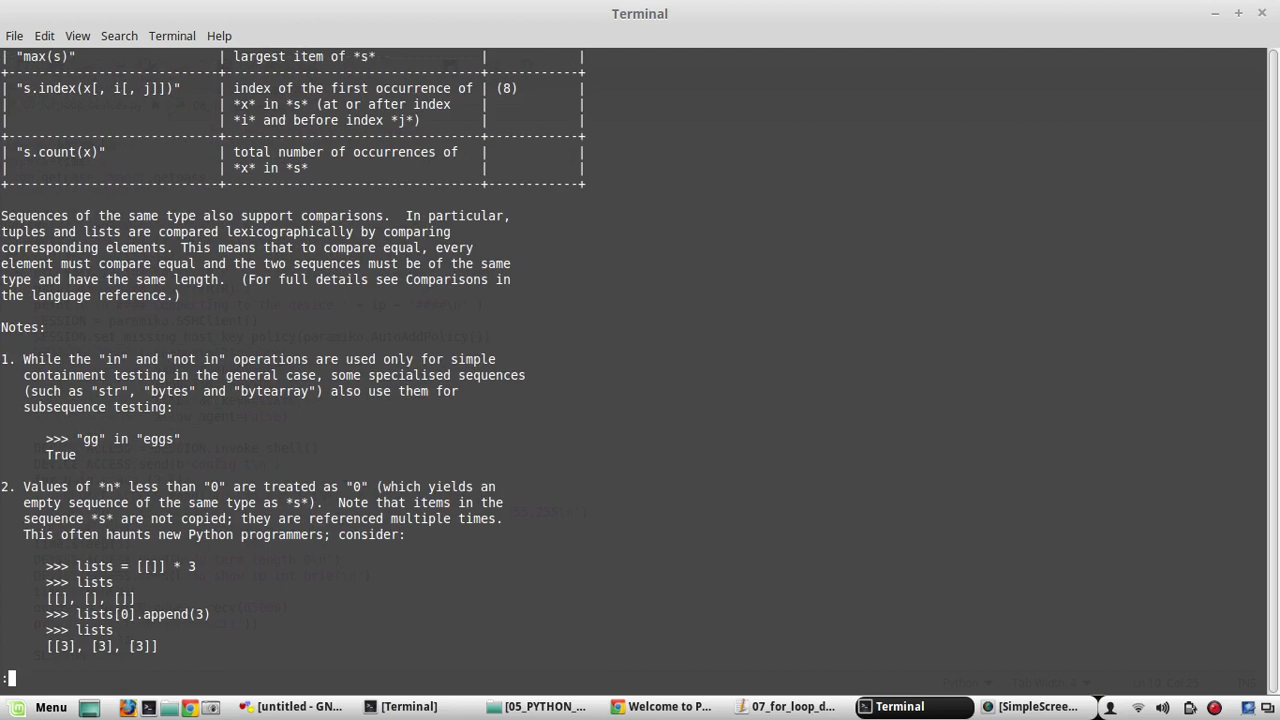 Terminal
File Edit View Search Terminal Help
| "max(s)" | largest item of *s* | |
+-----------------------------+----------------------------------+------------+
| "s.index(x[, i[, j]])" | index of the first occurrence of | (8) |
| | *x* in *s* (at or after index | |
| | *i* and before index *j*) | |
+-----------------------------+----------------------------------+------------+
| "s.count(x)" | total number of occurrences of | |
| | *x* in *s* | |
+-----------------------------+----------------------------------+------------+
Sequences of the same type also support comparisons.  In particular,
tuples and lists are compared lexicographically by comparing
corresponding elements. This means that to compare equal, every
element must compare equal and the two sequences must be of the same
type and have the same length.  (For full details see Comparisons in
the language reference.)
Notes:
1. While the "in" and "not in" operations are used only for simple
containment testing in the general case, some specialised sequences
(such as "str", "bytes" and "bytearray") also use them for
subsequence testing:
>>> "gg" in "eggs"
True
2. Values of *n* less than "0" are treated as "0" (which yields an
empty sequence of the same type as *s*).  Note that items in the
sequence *s* are not copied; they are referenced multiple times.
This often haunts new Python programmers; consider:
>>> lists = [[]] * 3
>>> lists
[[], [], []]
>>> lists[0].append(3)
>>> lists
[[3], [3], [3]]
:
Menu [untitled - GN... [Terminal] [05_PYTHON_... Welcome to P... 07_for_loop_d... Terminal [SimpleScree...